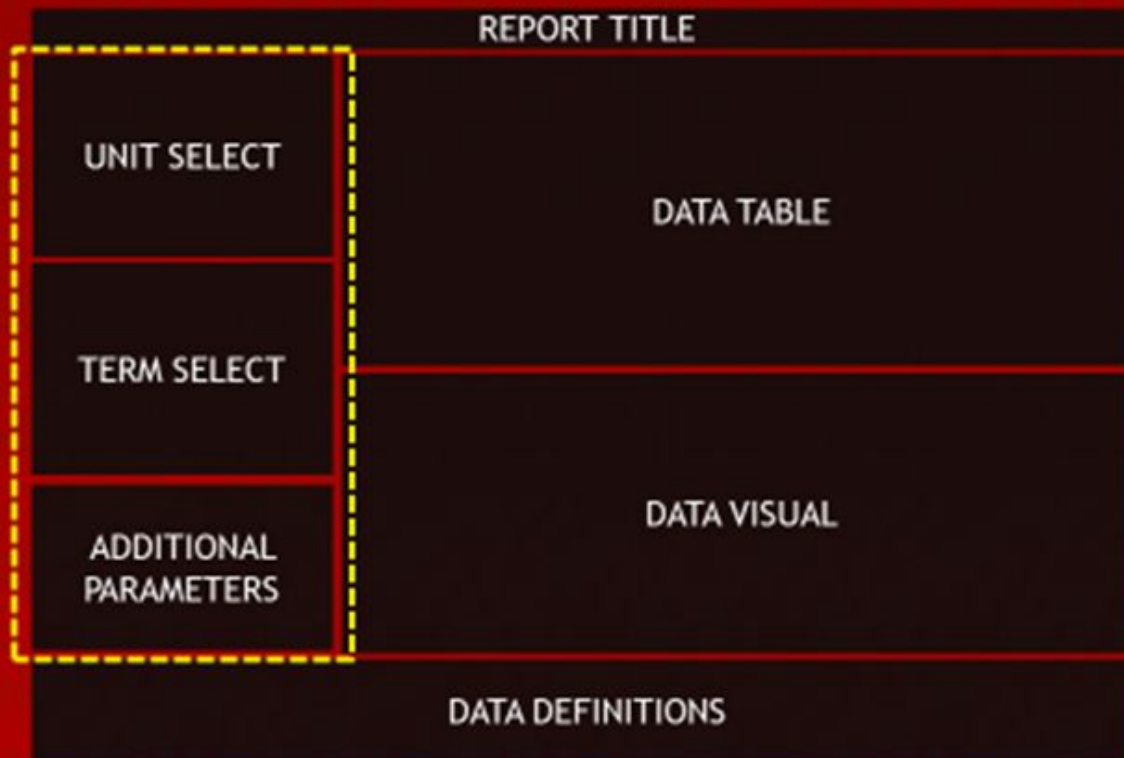 REPORT TITLE
UNIT SELECT
DATA TABLE
TERM SELECT
DATA VISUAL
ADDITIONAL
PARAMETERS
DATA DEFINITIONS